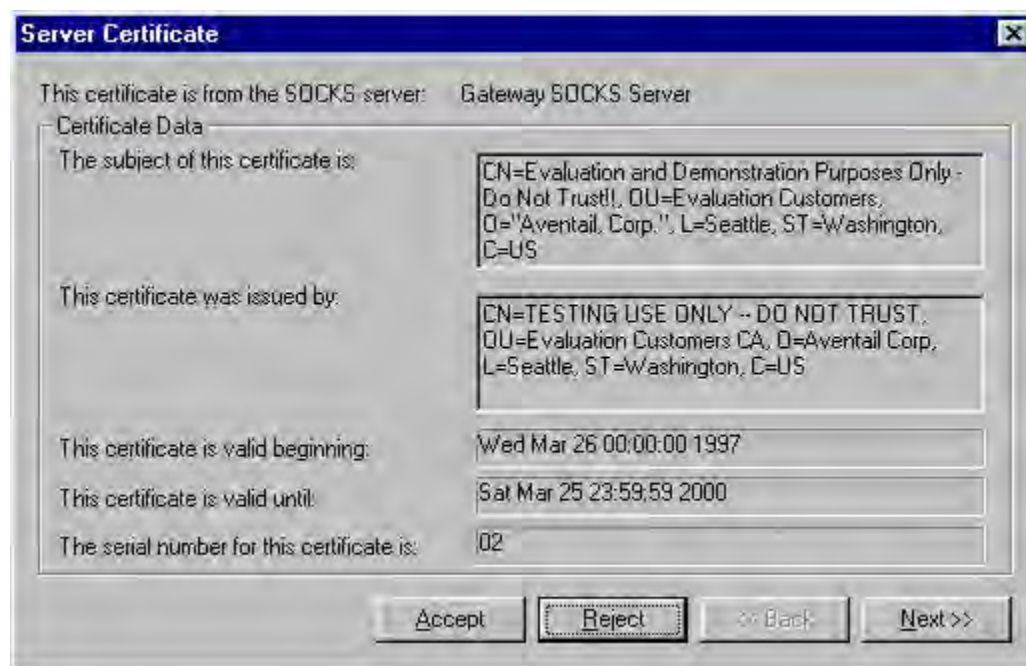 Server Certificate
This certificate is from the SOCKS server: Gateway SOCKS Server
Certificate Data
The subject of this certificate is:
CN=Evaluation and Demonstration Purposes Only -
Do Not Trust!!, OU=Evaluation Customers,
O="Aventail, Corp.", L=Seattle, ST=Washington,
C=US
This certificate was issued by:
CN=TESTING USE ONLY -- DO NOT TRUST,
OU=Evaluation Customers CA, O=Aventail Corp,
L=Seattle, ST=Washington, C=US
This certificate is valid beginning: Wed Mar 26 00:00:00 1997
This certificate is valid until: Sat Mar 25 23:59:59 2000
The serial number for this certificate is: 02
Accept Reject << Back Next >>